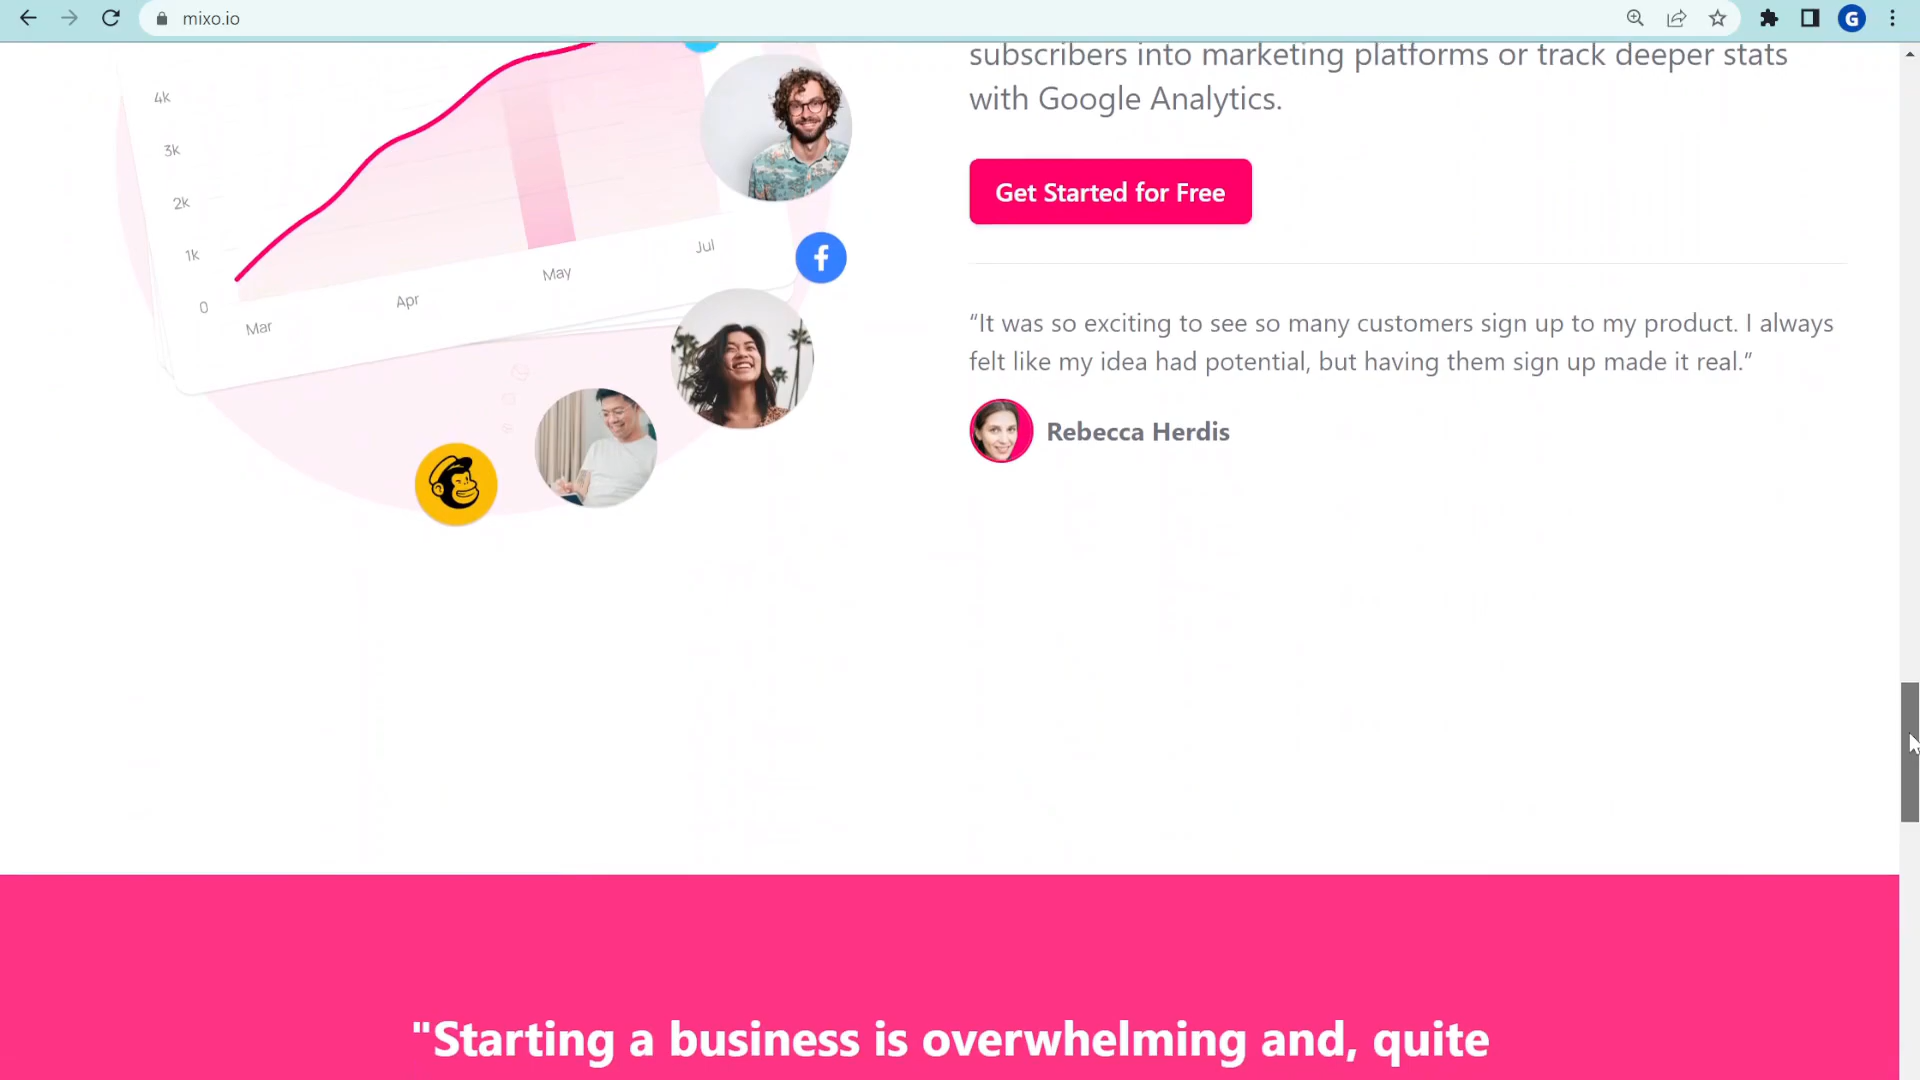 mixo.io
G
subscribers into marketing platforms or track deeper stats
with Google Analytics.
4k
3k
2k
1k
0
Mar
Apr
May
Jul
f
Get Started for Free
“It was so exciting to see so many customers sign up to my product. I always
felt like my idea had potential, but having them sign up made it real.”
Rebecca Herdis
"Starting a business is overwhelming and, quite